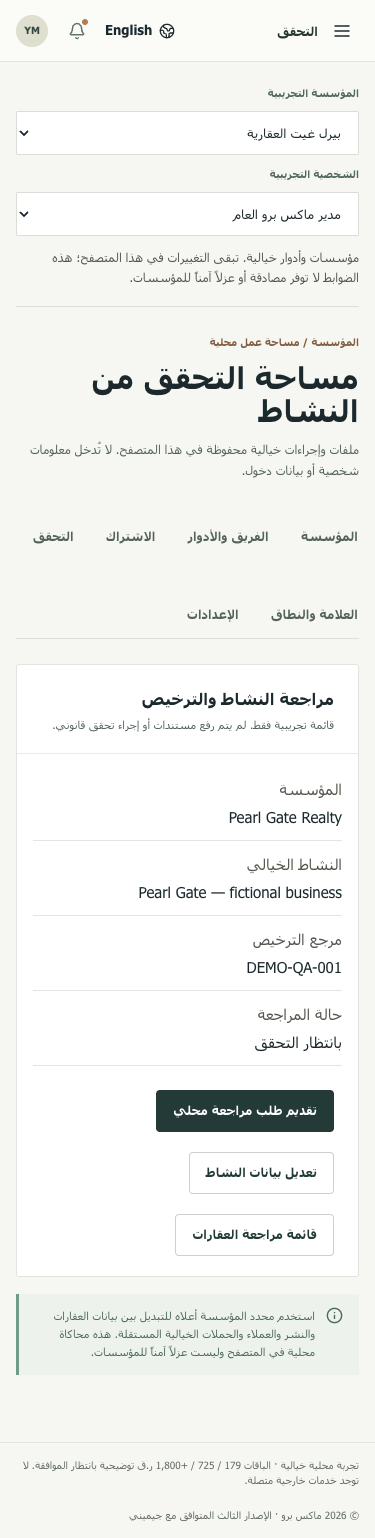 التحقق
English
YM
المؤسسة التجريبية
بيرل غيت العقارية
الشخصية التجريبية
مدير ماكس برو العام
مؤسسات وأدوار خيالية. تبقى التغييرات في هذا المتصفح؛ هذه
الضوابط لا توفر مصادقة أو عزلاً آمناً للمؤسسات.
المؤسسة / مساحة عمل محلية
مساحة التحقق من
النشاط
ملفات وإجراءات خيالية محفوظة في هذا المتصفح. لا تُدخل معلومات
شخصية أو بيانات دخول.
المؤسسة الفريق والأدوار الاشتراك التحقق
العلامة والنطاق الإعدادات
مراجعة النشاط والترخيص
قائمة تجريبية فقط. لم يتم رفع مستندات أو إجراء تحقق قانوني.
المؤسسة
Pearl Gate Realty
النشاط الخيالي
Pearl Gate — fictional business
مرجع الترخيص
DEMO-QA-001
حالة المراجعة
بانتظار التحقق
تقديم طلب مراجعة محلي
تعديل بيانات النشاط
قائمة مراجعة العقارات
استخدم محدد المؤسسة أعلاه للتبديل بين بيانات العقارات
والنشر والعملاء والحملات الخيالية المستقلة. هذه محاكاة
محلية في المتصفح وليست عزلاً آمناً للمؤسسات.
تجربة محلية خيالية · الباقات 179 / 725 / +1,800 ر.ق توضيحية بانتظار الموافقة. لا
توجد خدمات خارجية متصلة.
© 2026 ماكس برو · الإصدار الثالث المتوافق مع جيميني